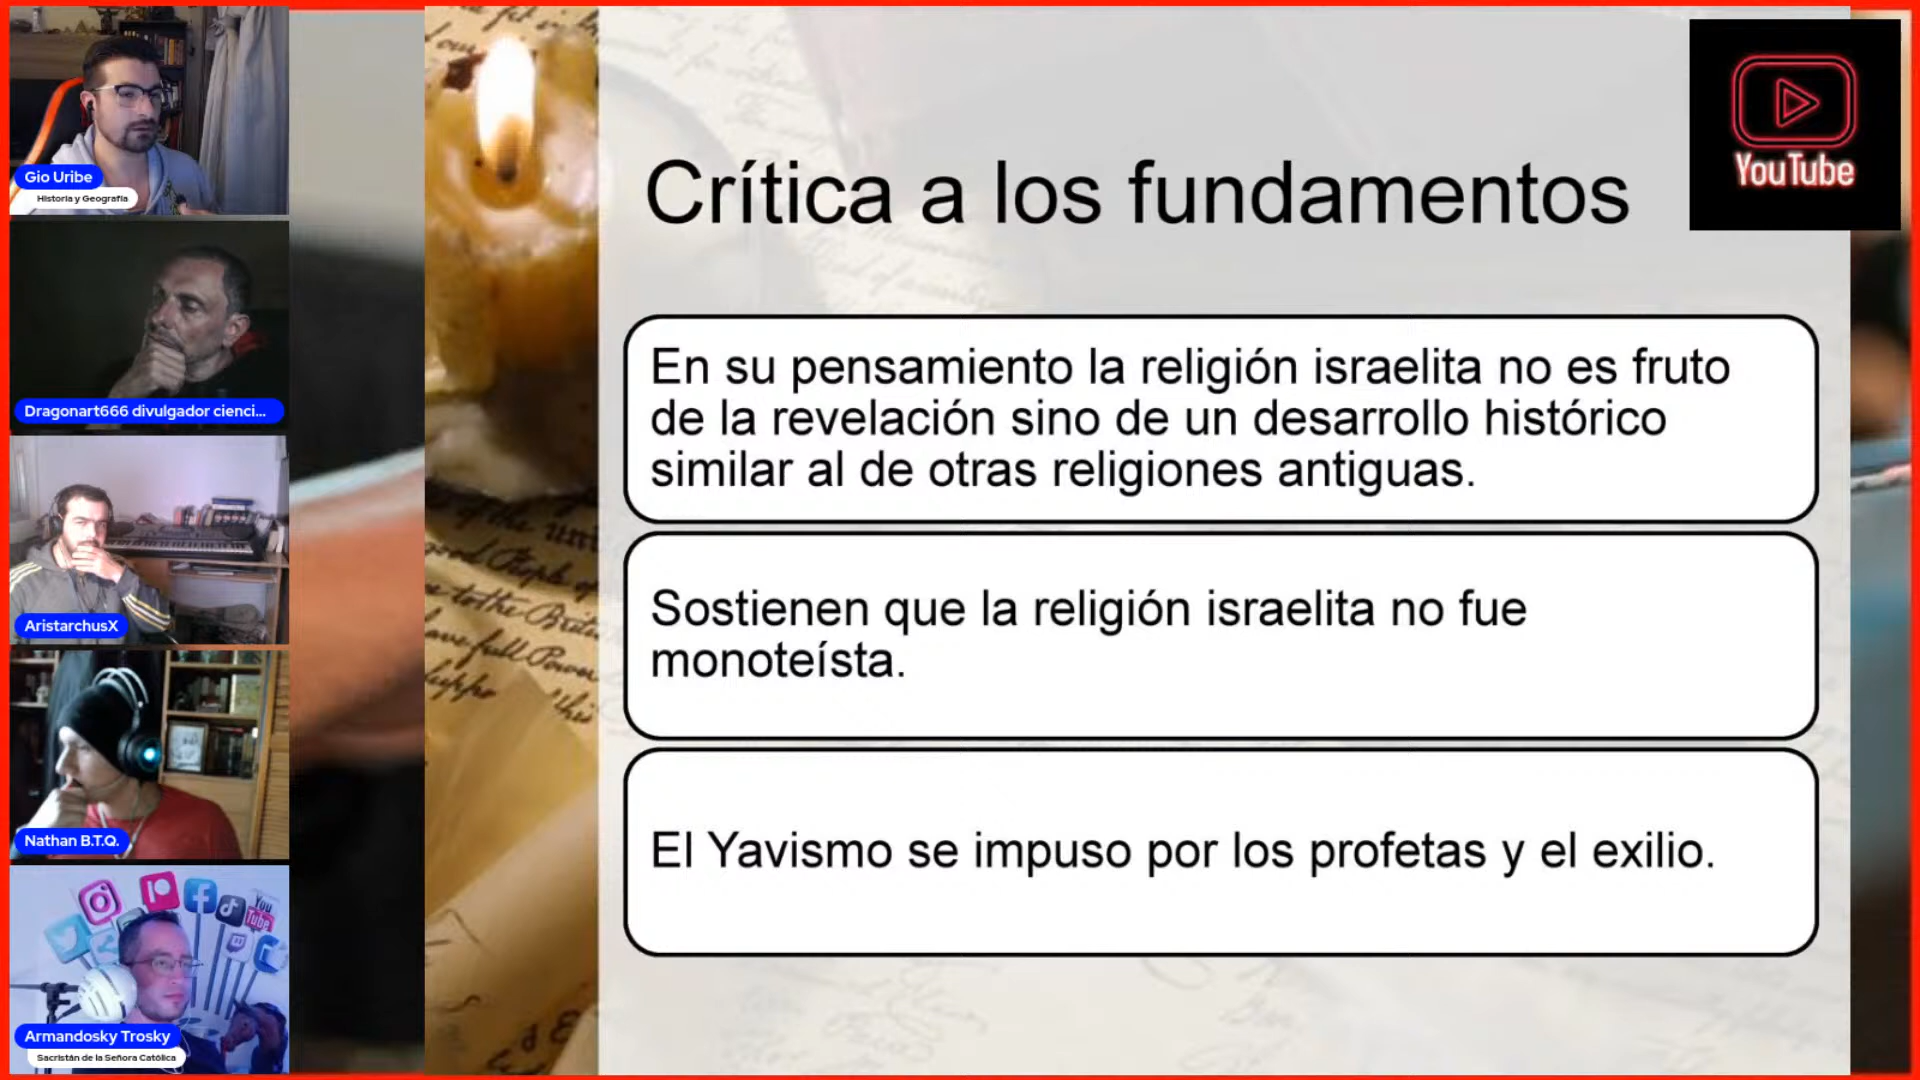 Gio Uribe
Historia y Geografía
Dragonart666 divulgador cienci...
AristarchusX
Nathan B.T.Q.
Armandosky Trosky
Sacristán de la Señora Católica
You
Tube
YouTube
Crítica a los fundamentos
En su pensamiento la religión israelita no es fruto
de la revelación sino de un desarrollo histórico
similar al de otras religiones antiguas.
Sostienen que la religión israelita no fue
monoteísta.
El Yavismo se impuso por los profetas y el exilio.